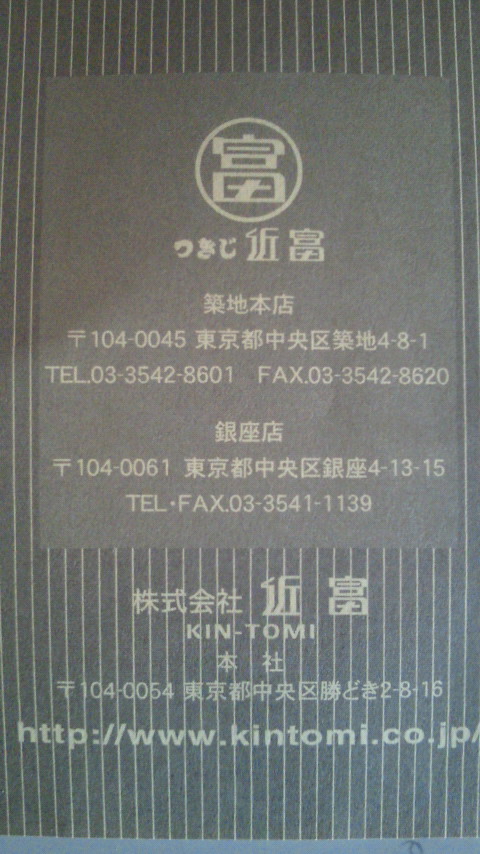 富
つきじ 近富
築地本店
〒104-0045 東京都中央区築地4-8-1
TEL.03-3542-8601 FAX.03-3542-8620
銀座店
〒104-0061 東京都中央区銀座4-13-15
TEL・FAX.03-3541-1139
株式会社 近富
KIN-TOMI
本 社
〒104-0054 東京都中央区勝どき2-8-16
http://www.kintomi.co.jp/